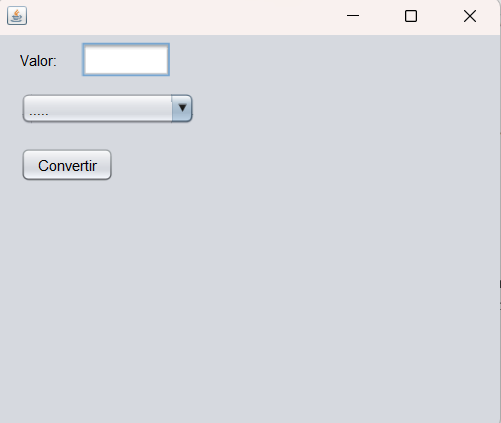 Valor:
.....
Convertir